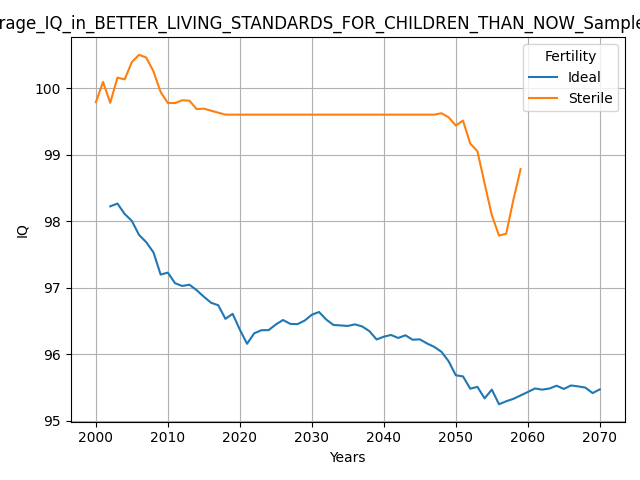 rage_IQ_in_BETTER_LIVING_STANDARDS_FOR_CHILDREN_THAN_NOW_Sample
Fertility
Ideal
Sterile
IQ
100
99
98
97
96
95
2000 2010 2020 2030 2040 2050 2060 2070
Years